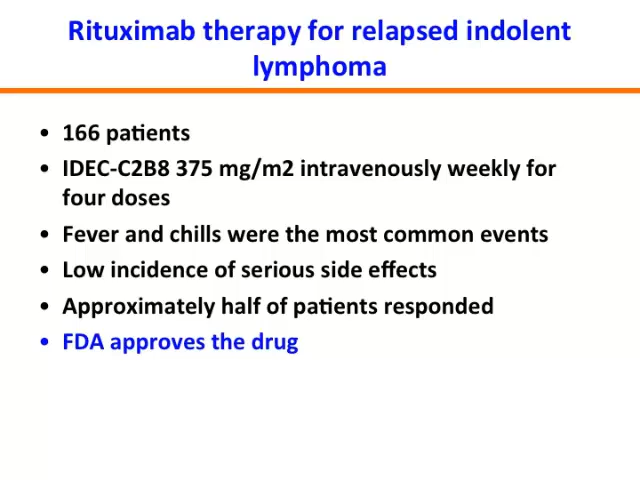 Rituximab therapy for relapsed indolent
lymphoma
• 166 patients
• IDEC-C2B8 375 mg/m2 intravenously weekly for
four doses
• Fever and chills were the most common events
• Low incidence of serious side effects
• Approximately half of patients responded
• FDA approves the drug